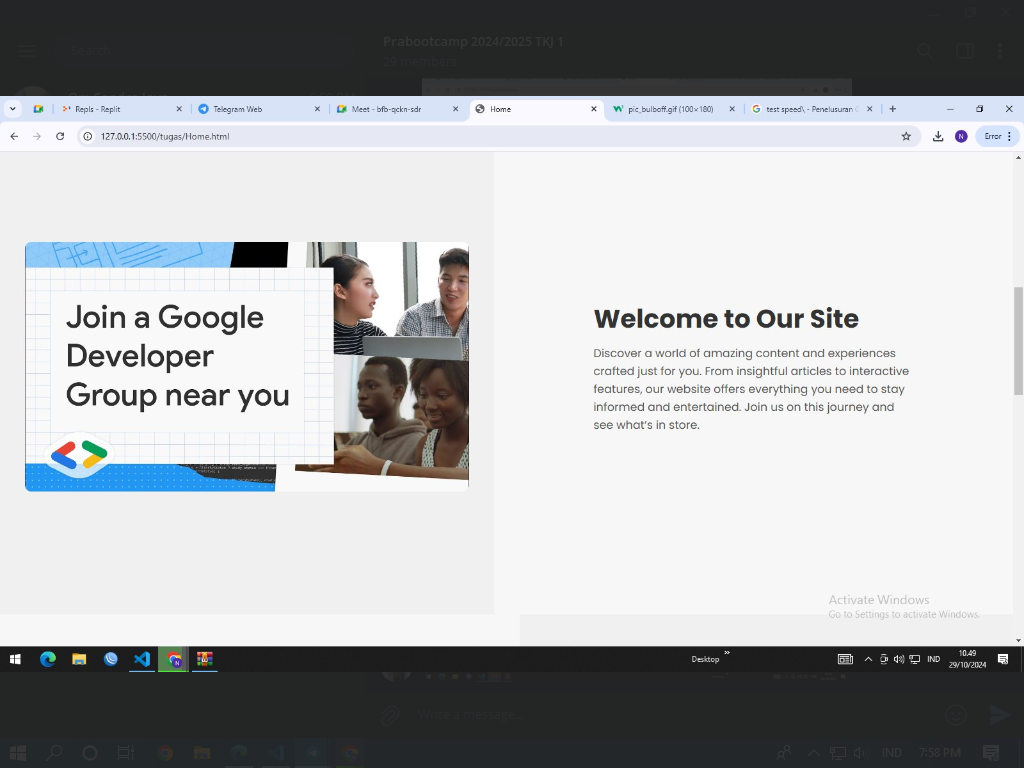 Search
Prabootcamp 2024/2025 TKJ 1
29 members
Repls - Replit
Telegram Web
Meet - bfb-qckn-sdr
Home
pic_bulboff.gif (100×180)
test speed\ - Penelusuran
127.0.0.1:5500/tugas/Home.html
N
Error
Join a Google
Developer
Group near you
Welcome to Our Site
Discover a world of amazing content and experiences
crafted just for you. From insightful articles to interactive
features, our website offers everything you need to stay
informed and entertained. Join us on this journey and
see what's in store.
Activate Windows
Go to Settings to activate Windows.
Desktop
IND
10.49
29/10/2024
Write a message...
IND
7:58 PM